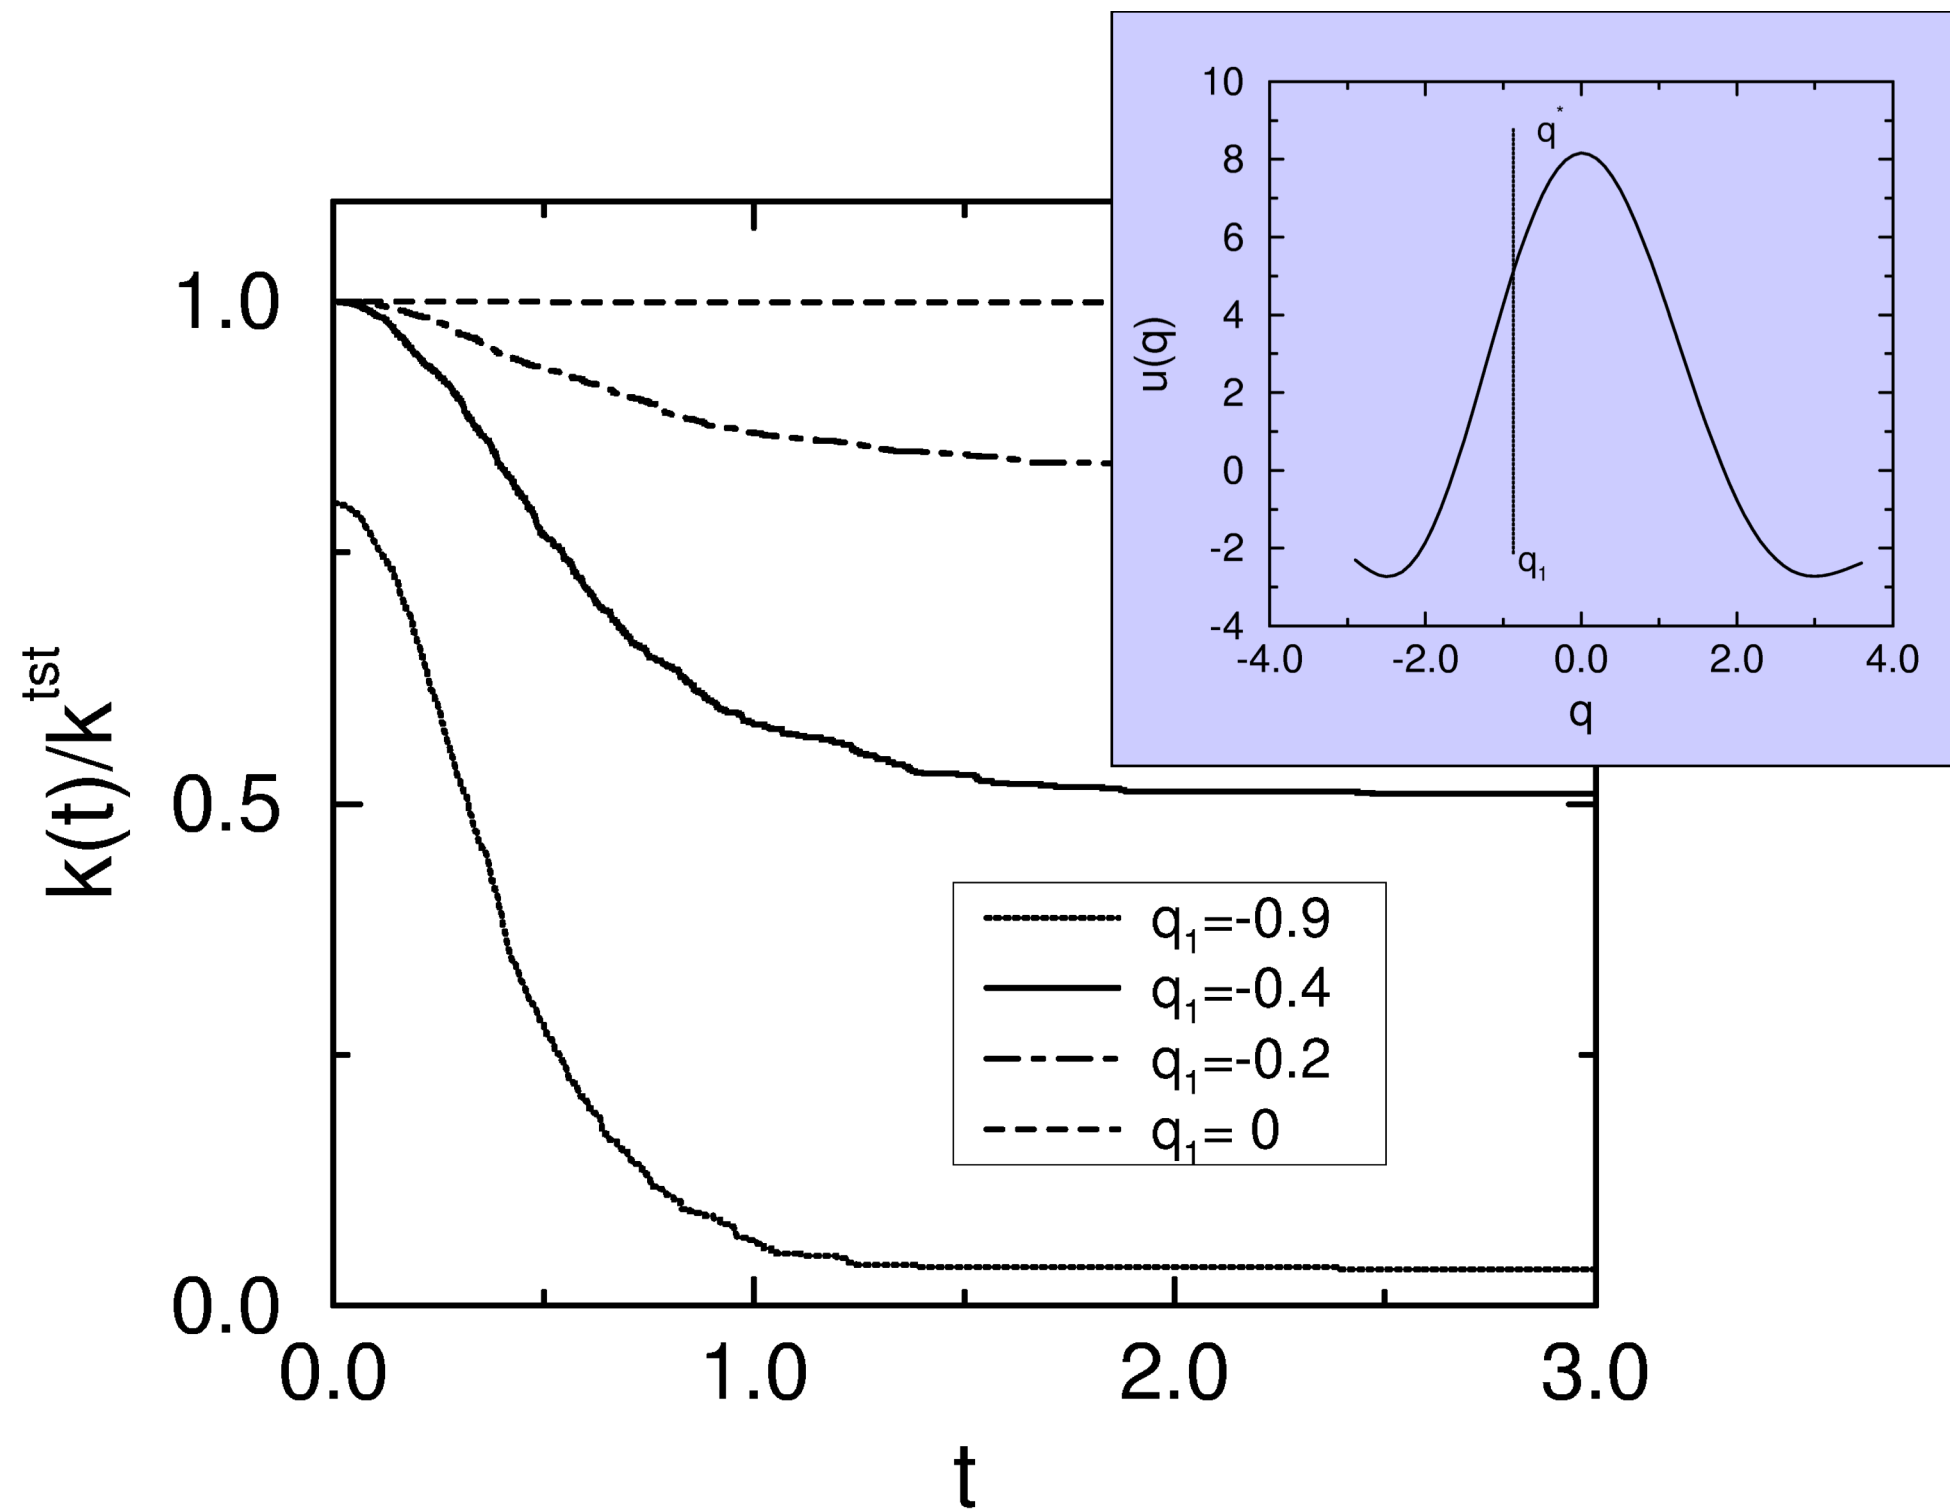 k(t)/k^tst
1.0
0.5
0.0
0.0 1.0 2.0 3.0
t
q₁=-0.9
q₁=-0.4
q₁=-0.2
q₁= 0
u(q)
10
8
6
4
2
0
-2
-4
-4.0 -2.0 0.0 2.0 4.0
q
q*
q₁